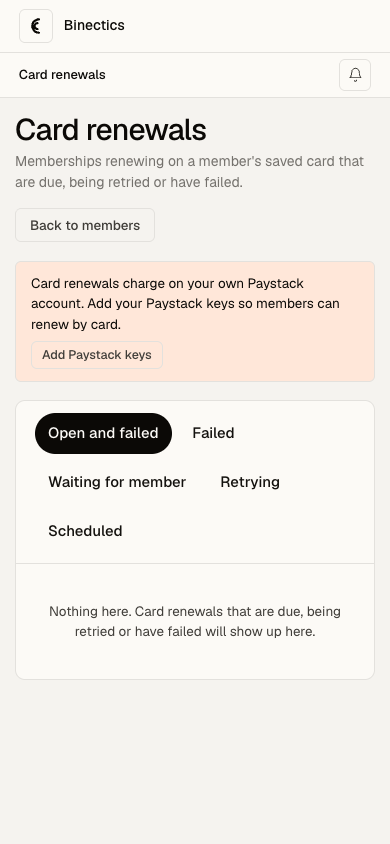 Binectics
Card renewals
Card renewals
Memberships renewing on a member's saved card that
are due, being retried or have failed.
Back to members
Card renewals charge on your own Paystack
account. Add your Paystack keys so members can
renew by card.
Add Paystack keys
Open and failed
Failed
Waiting for member
Retrying
Scheduled
Nothing here. Card renewals that are due, being
retried or have failed will show up here.